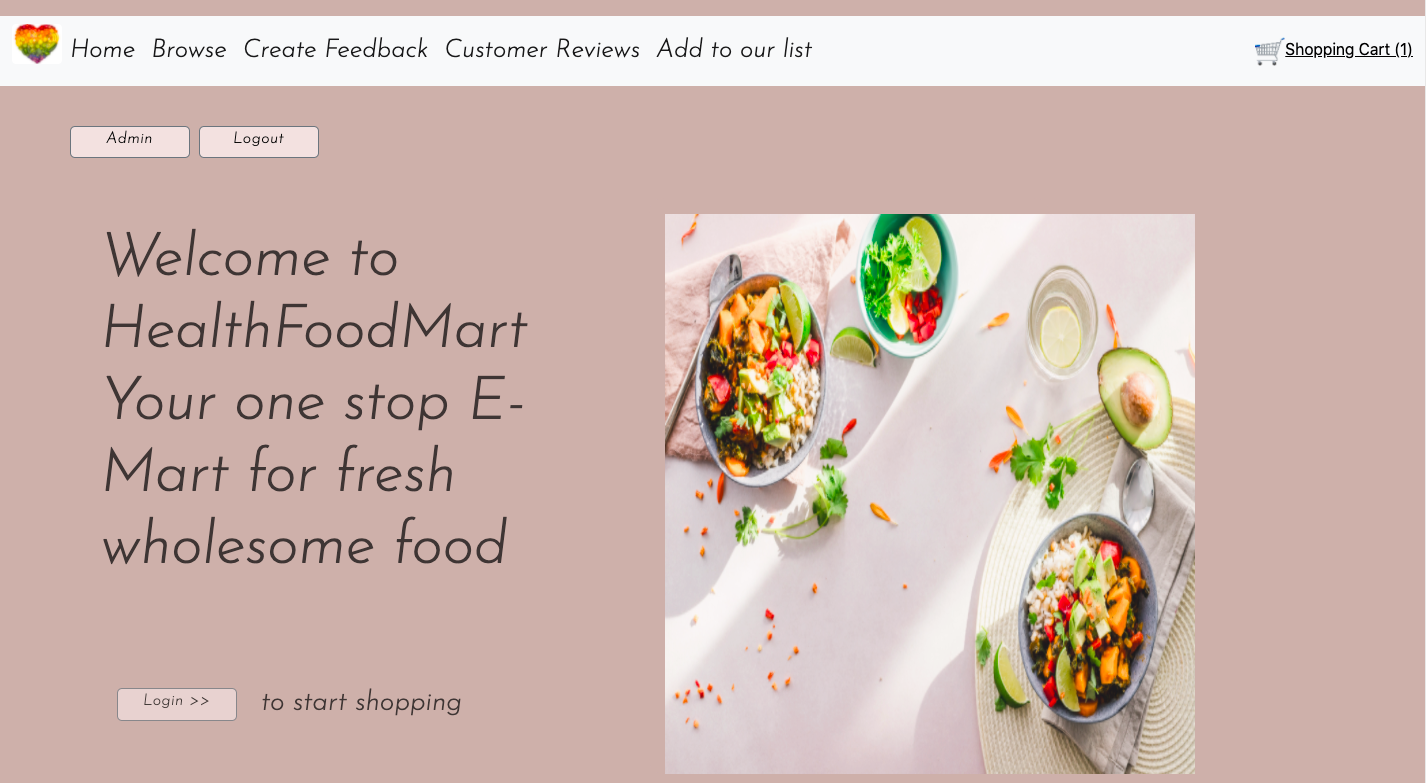 Home Browse Create Feedback Customer Reviews Add to our list Shopping Cart (1)
Admin Logout
Welcome to
HealthFoodMart
Your one stop E-
Mart for fresh
wholesome food
Login >> to start shopping